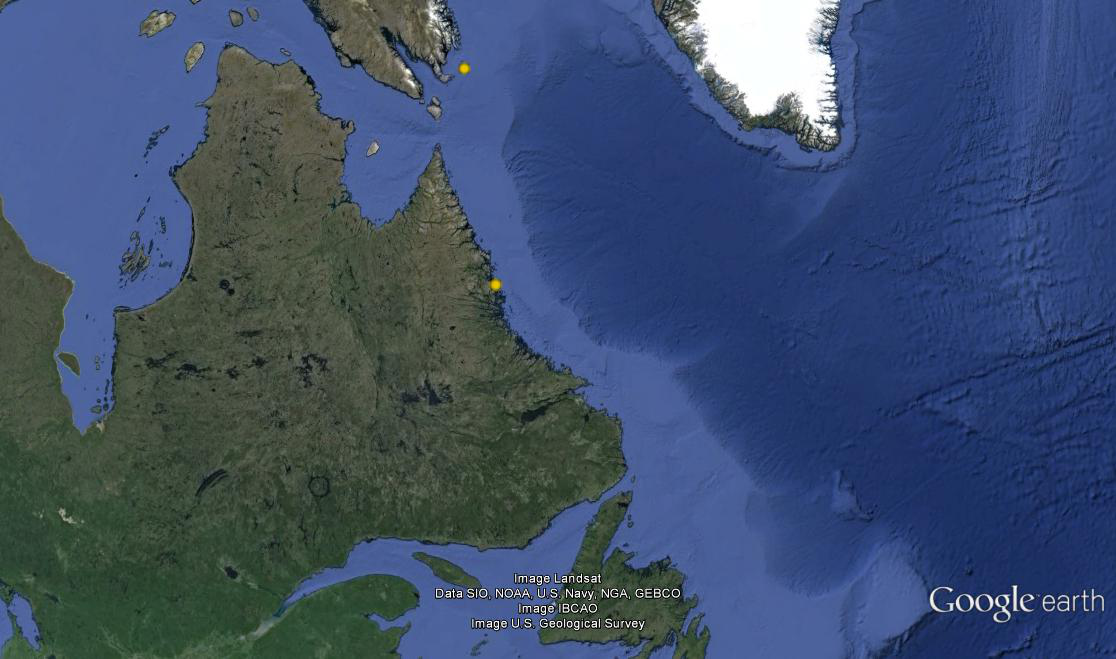 Image Landsat
Data SIO, NOAA, U.S. Navy, NGA, GEBCO
Image IBCAO
Image U.S. Geological Survey
Google earth